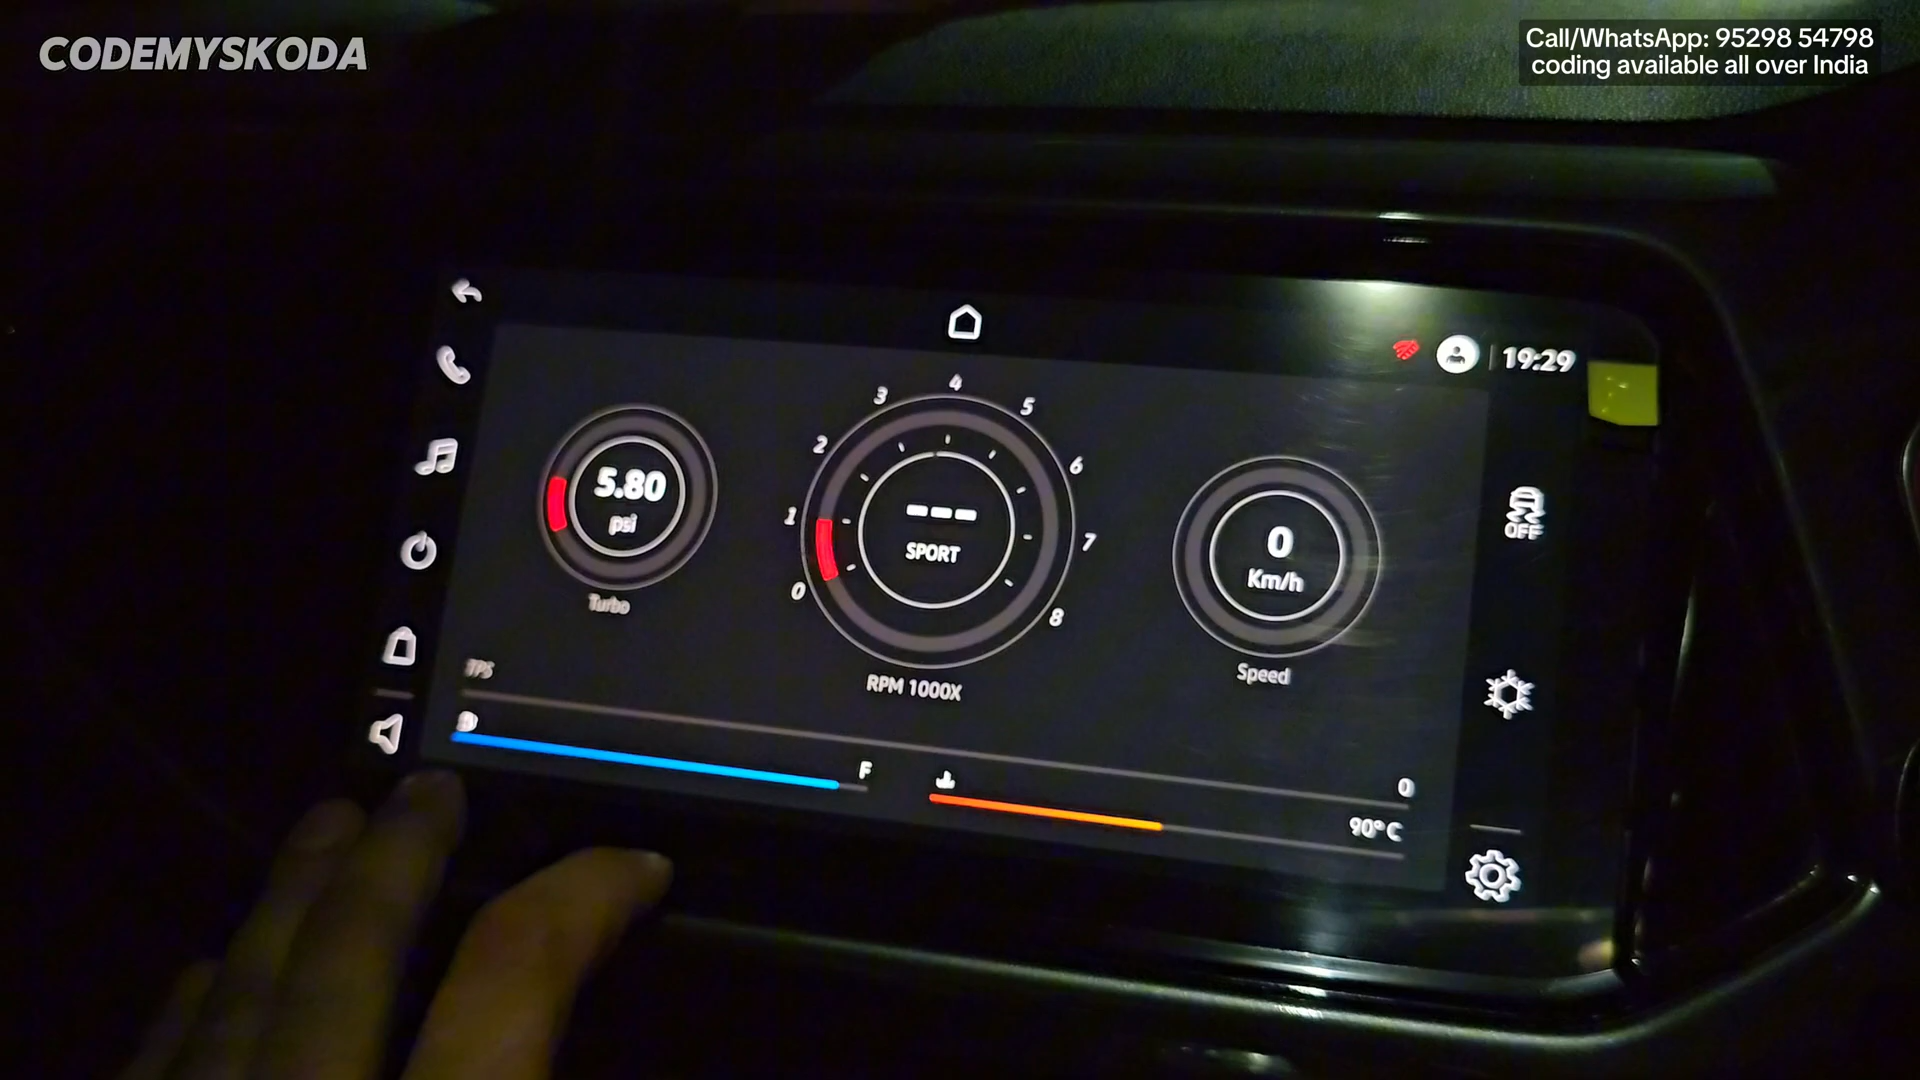 CODEMYSKODA
Call/WhatsApp: 95298 54798
coding available all over India
19:29
4
3
5
2
6
5.80
psi
1
---
SPORT
7
0
Km/h
OFF
0
8
Turbo
TPS
RPM 1000X
Speed
F
0
90°C